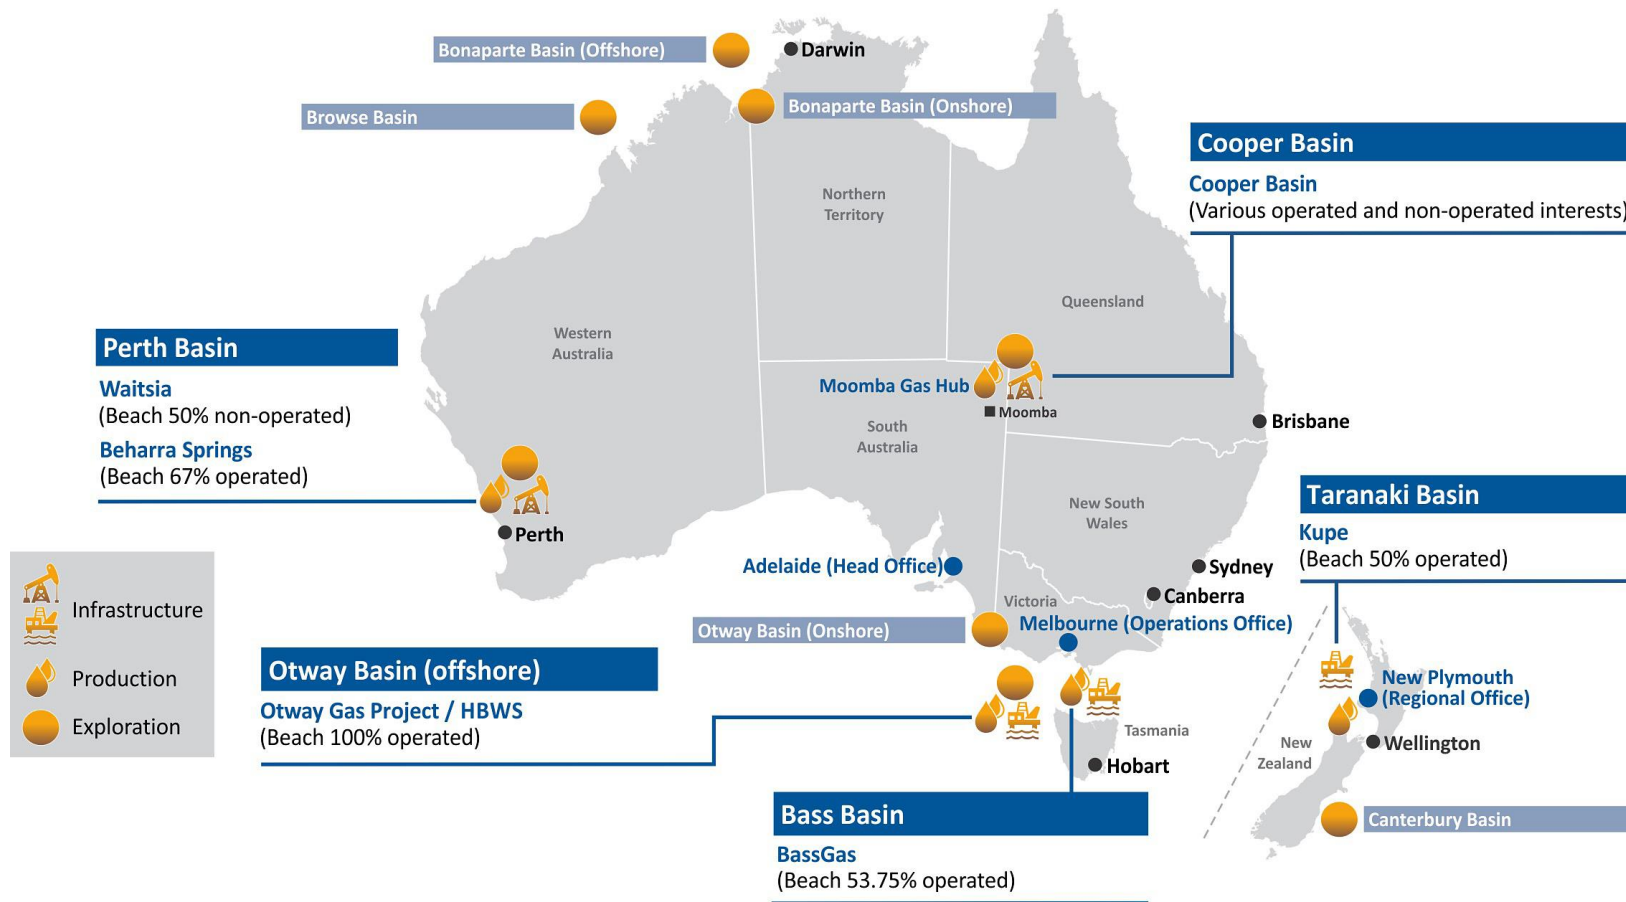 Bonaparte Basin (Offshore)
Darwin
Browse Basin
Bonaparte Basin (Onshore)
Cooper Basin
Cooper Basin
(Various operated and non-operated interests)
Northern
Territory
Queensland
Western
Australia
Perth Basin
Waitsia
(Beach 50% non-operated)
Beharra Springs
(Beach 67% operated)
Moomba Gas Hub
Moomba
South
Australia
Brisbane
New South
Wales
Perth
Taranaki Basin
Kupe
(Beach 50% operated)
Adelaide (Head Office)
Sydney
Canberra
Victoria
Melbourne (Operations Office)
Otway Basin (Onshore)
Infrastructure
Production
Exploration
Otway Basin (offshore)
Otway Gas Project / HBWS
(Beach 100% operated)
Tasmania
Hobart
New Plymouth
(Regional Office)
Wellington
New
Zealand
Canterbury Basin
Bass Basin
BassGas
(Beach 53.75% operated)